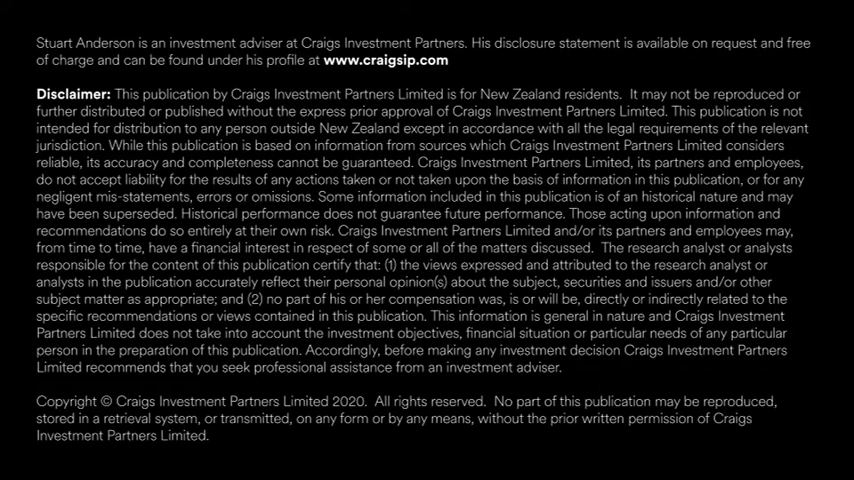 Stuart Anderson is an investment adviser at Craigs Investment Partners. His disclosure statement is available on request and free
of charge and can be found under his profile at www.craigsip.com
Disclaimer: This publication by Craigs Investment Partners Limited is for New Zealand residents. It may not be reproduced or
further distributed or published without the express prior approval of Craigs Investment Partners Limited. This publication is not
intended for distribution to any person outside New Zealand except in accordance with all the legal requirements of the relevant
jurisdiction. While this publication is based on information from sources which Craigs Investment Partners Limited considers
reliable, its accuracy and completeness cannot be guaranteed. Craigs Investment Partners Limited, its partners and employees,
do not accept liability for the results of any actions taken or not taken upon the basis of information in this publication, or for any
negligent mis-statements, errors or omissions. Some information included in this publication is of an historical nature and may
have been superseded. Historical performance does not guarantee future performance. Those acting upon information and
recommendations do so entirely at their own risk. Craigs Investment Partners Limited and/or its partners and employees may,
from time to time, have a financial interest in respect of some or all of the matters discussed. The research analyst or analysts
responsible for the content of this publication certify that: (1) the views expressed and attributed to the research analyst or
analysts in the publication accurately reflect their personal opinion(s) about the subject, securities and issuers and/or other
subject matter as appropriate; and (2) no part of his or her compensation was, is or will be, directly or indirectly related to the
specific recommendations or views contained in this publication. This information is general in nature and Craigs Investment
Partners Limited does not take into account the investment objectives, financial situation or particular needs of any particular
person in the preparation of this publication. Accordingly, before making any investment decision Craigs Investment Partners
Limited recommends that you seek professional assistance from an investment adviser.
Copyright © Craigs Investment Partners Limited 2020. All rights reserved. No part of this publication may be reproduced,
stored in a retrieval system, or transmitted, on any form or by any means, without the prior written permission of Craigs
Investment Partners Limited.